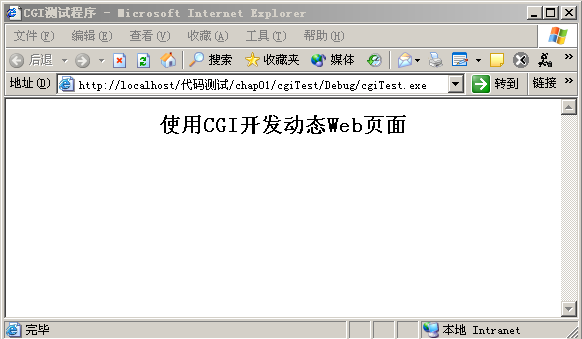 CGI测试程序 - Microsoft Internet Explorer
文件(F) 编辑(E) 查看(V) 收藏(A) 工具(T) 帮助(H)
后退 搜索 收藏夹 媒体
地址(D) http://localhost/代码测试/chap01/cgiTest/Debug/cgiTest.exe 转到 链接
使用CGI开发动态Web页面
完毕 本地 Intranet